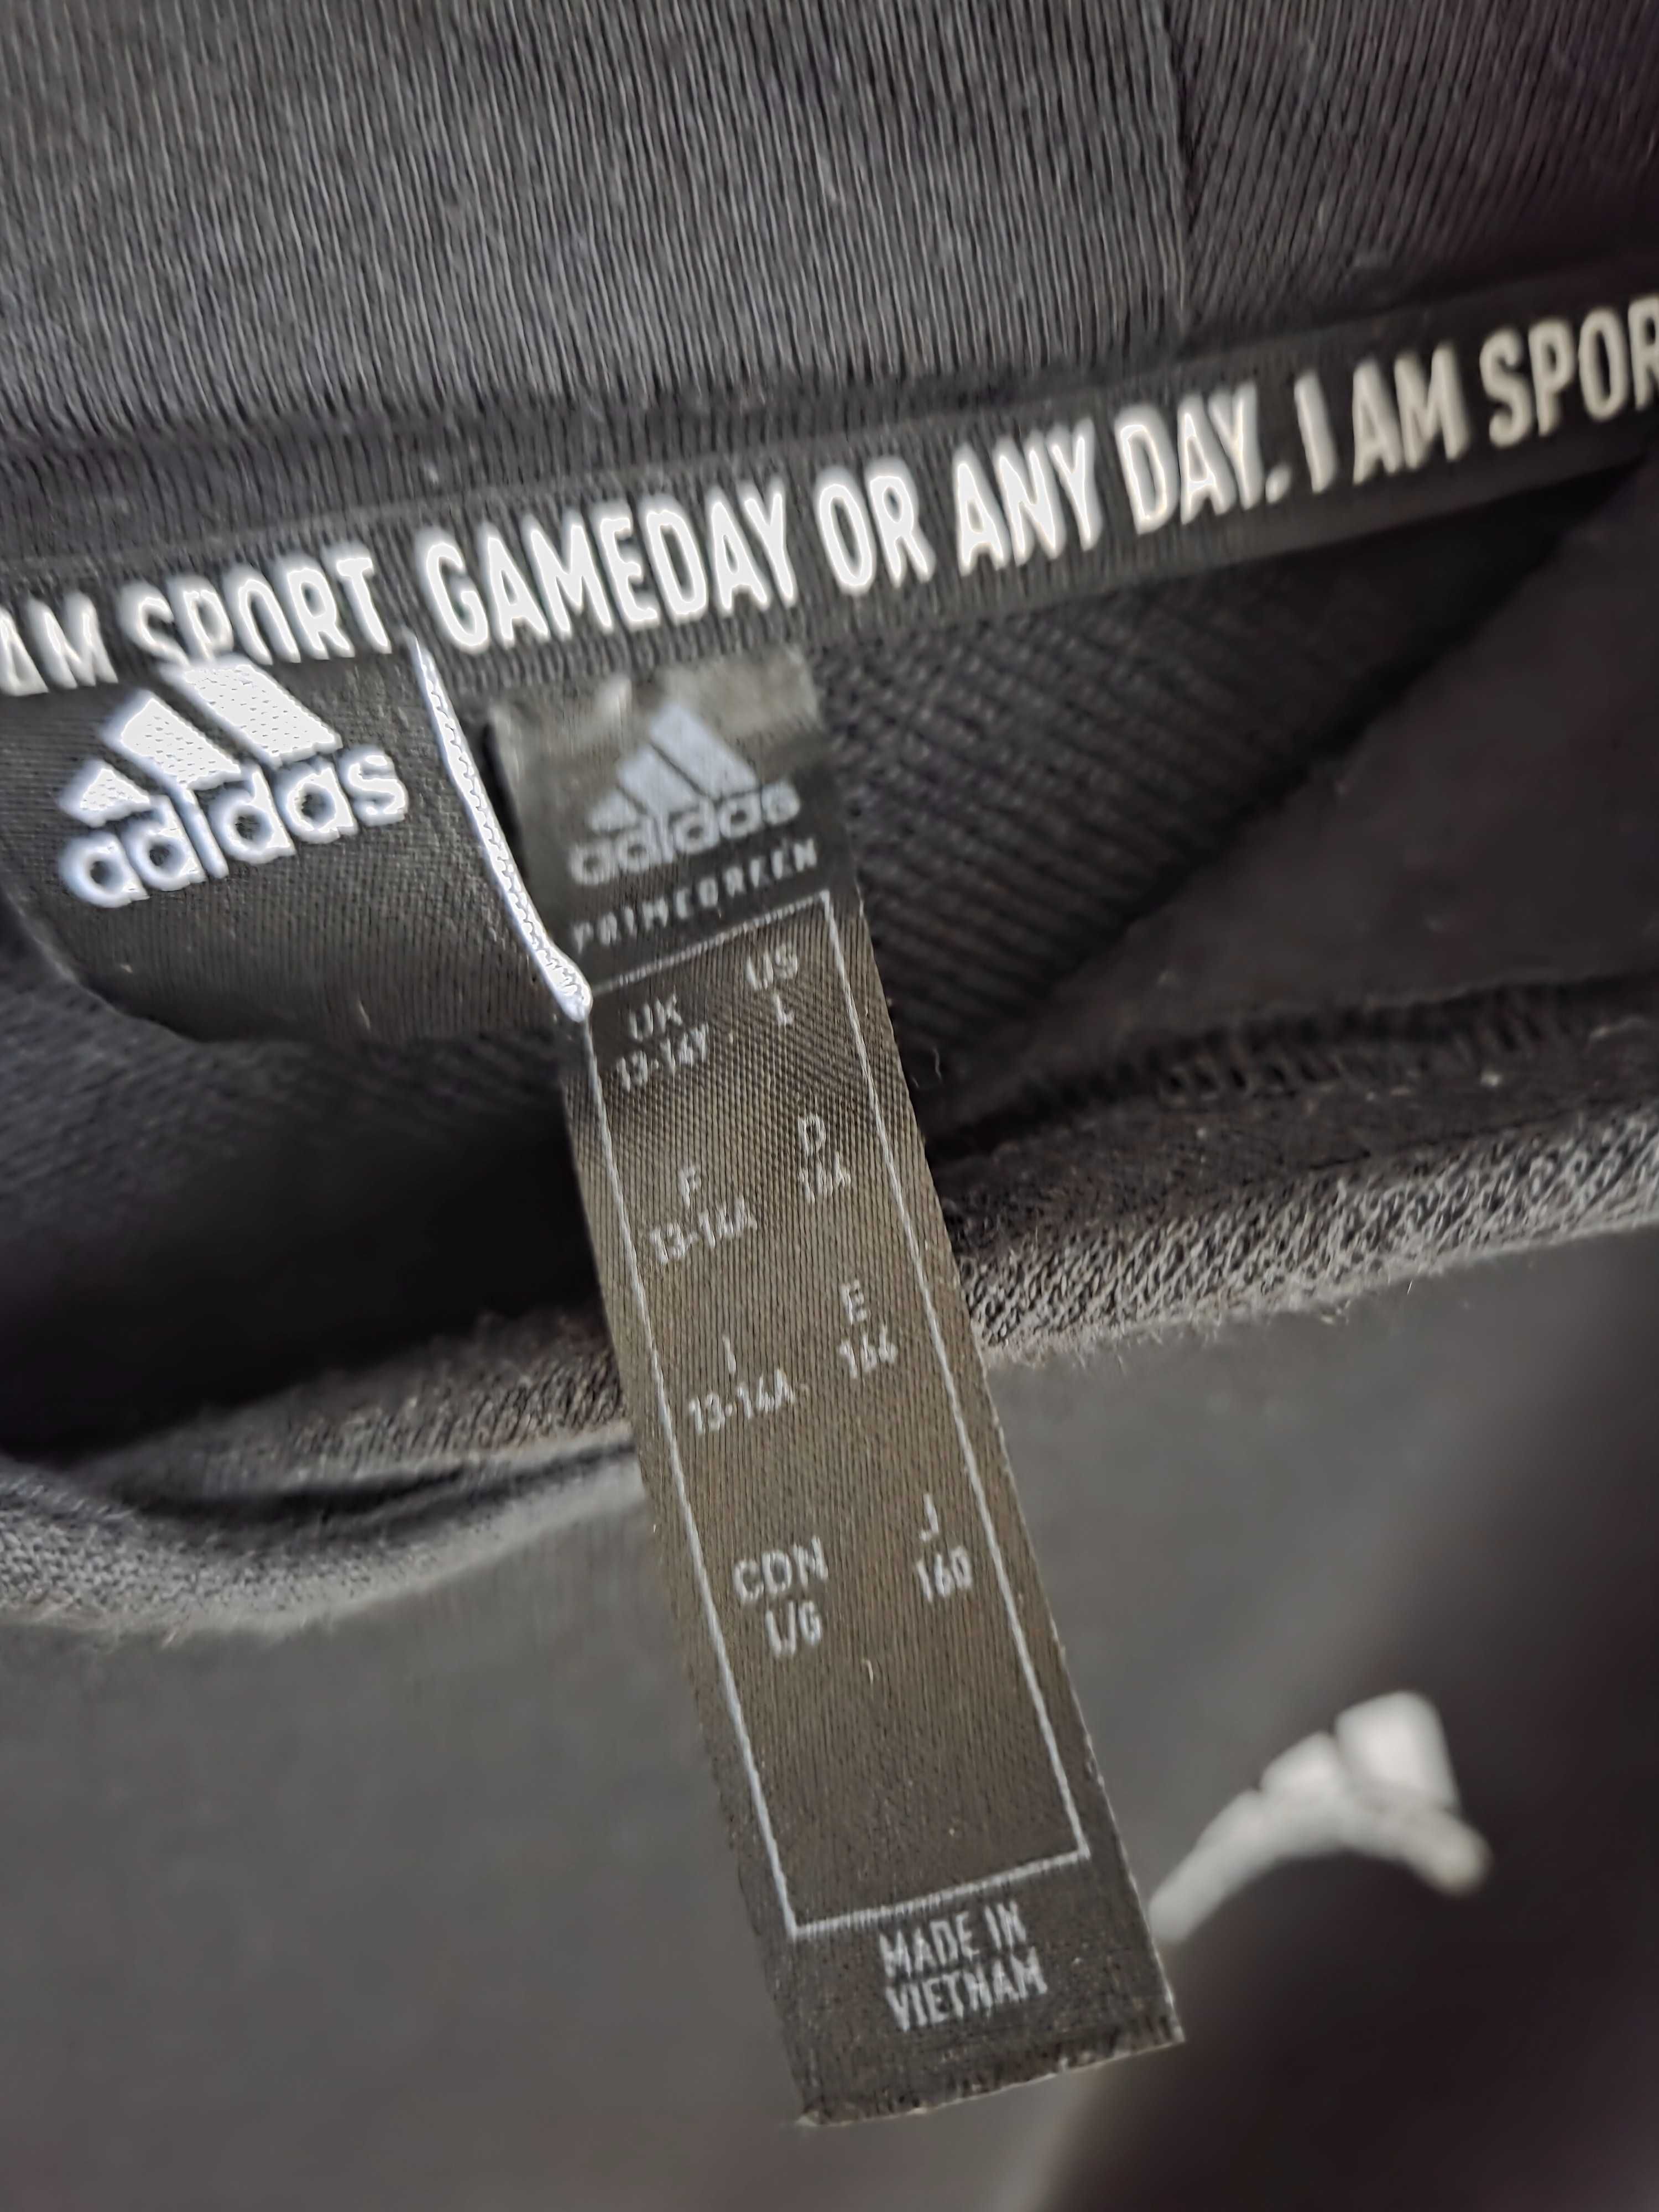 AM SPORT GAMEDAY OR ANY DAY. I AM SPOR
adidas
adidas
PRIMEGREEN
UK US
13-14Y L
F D
13-14A 164
I E
13-14A 164
CDN J
L/G 160
MADE IN
VIETNAM